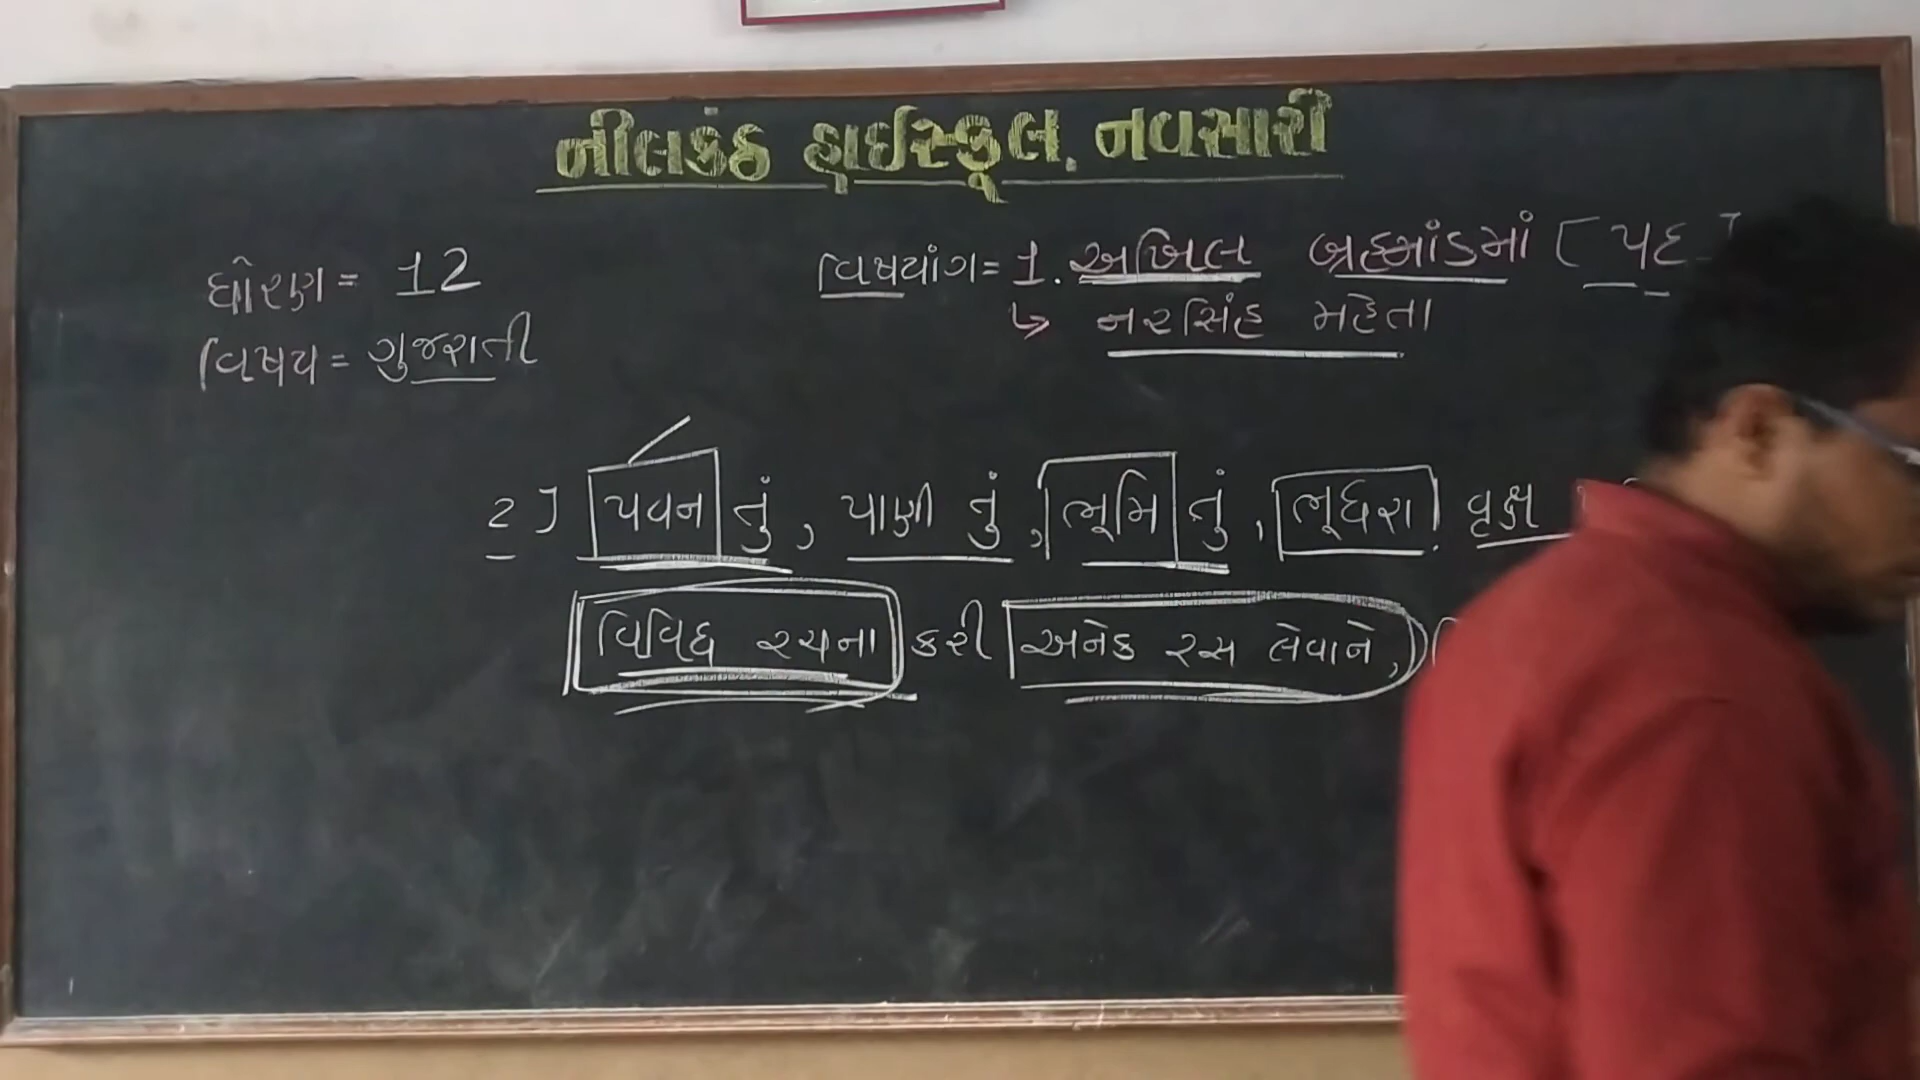 નીલકંઠ હાઈસ્કૂલ. નવસારી
ધોરણ = 12
વિષય = ગુજરાતી
વિષયાંગ = 1. અખિલ બ્રહ્માંડમાં [ પદ ]
↳ નરસિંહ મહેતા
2] પવન તું, પાણી તું, ભૂમિ તું, ભૂધરા! વૃક્ષ
વિવિધ રચના કરી અનેક રસ લેવાને,